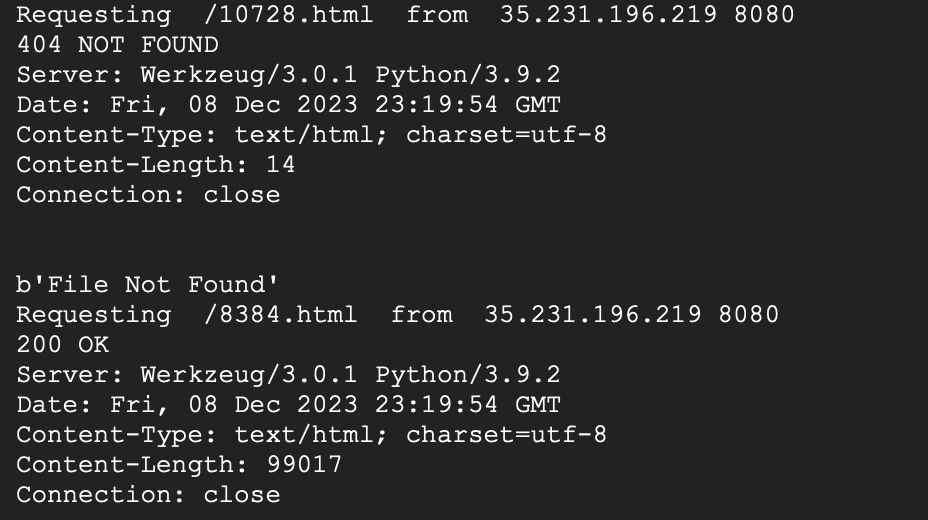 Requesting  /10728.html  from  35.231.196.219 8080
404 NOT FOUND
Server: Werkzeug/3.0.1 Python/3.9.2
Date: Fri, 08 Dec 2023 23:19:54 GMT
Content-Type: text/html; charset=utf-8
Content-Length: 14
Connection: close
b'File Not Found'
Requesting  /8384.html  from  35.231.196.219 8080
200 OK
Server: Werkzeug/3.0.1 Python/3.9.2
Date: Fri, 08 Dec 2023 23:19:54 GMT
Content-Type: text/html; charset=utf-8
Content-Length: 99017
Connection: close